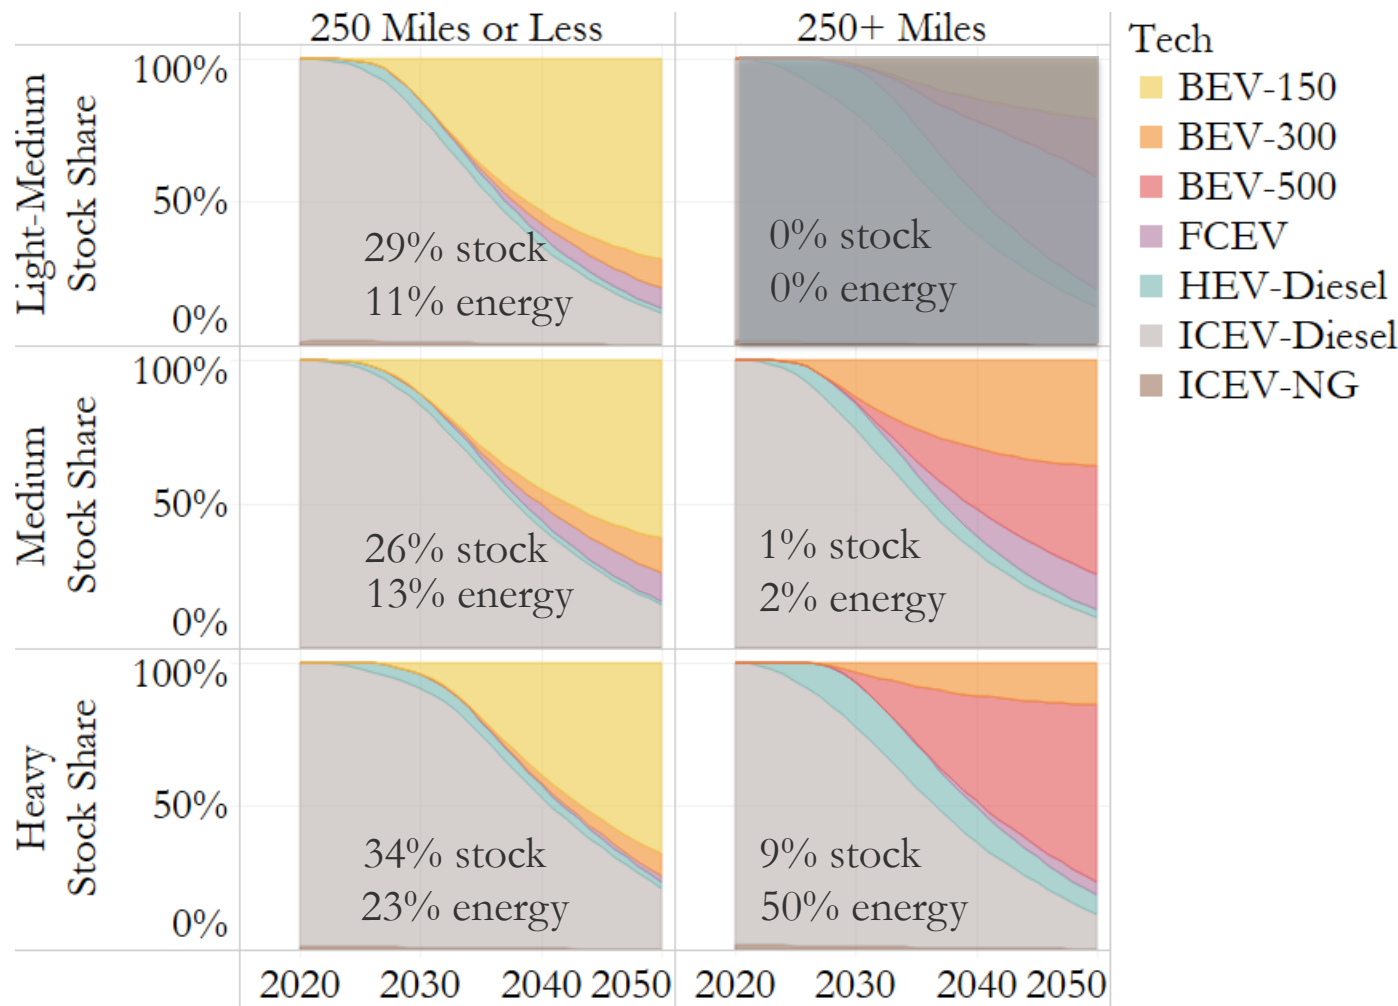 250 Miles or Less
250+ Miles
Tech
BEV-150
BEV-300
BEV-500
FCEV
HEV-Diesel
ICEV-Diesel
ICEV-NG
Light-Medium
Stock Share
100%
50%
0%
29% stock
11% energy
0% stock
0% energy
Medium
Stock Share
100%
50%
0%
26% stock
13% energy
1% stock
2% energy
Heavy
Stock Share
100%
50%
0%
34% stock
23% energy
9% stock
50% energy
2020 2030 2040 2050
2020 2030 2040 2050